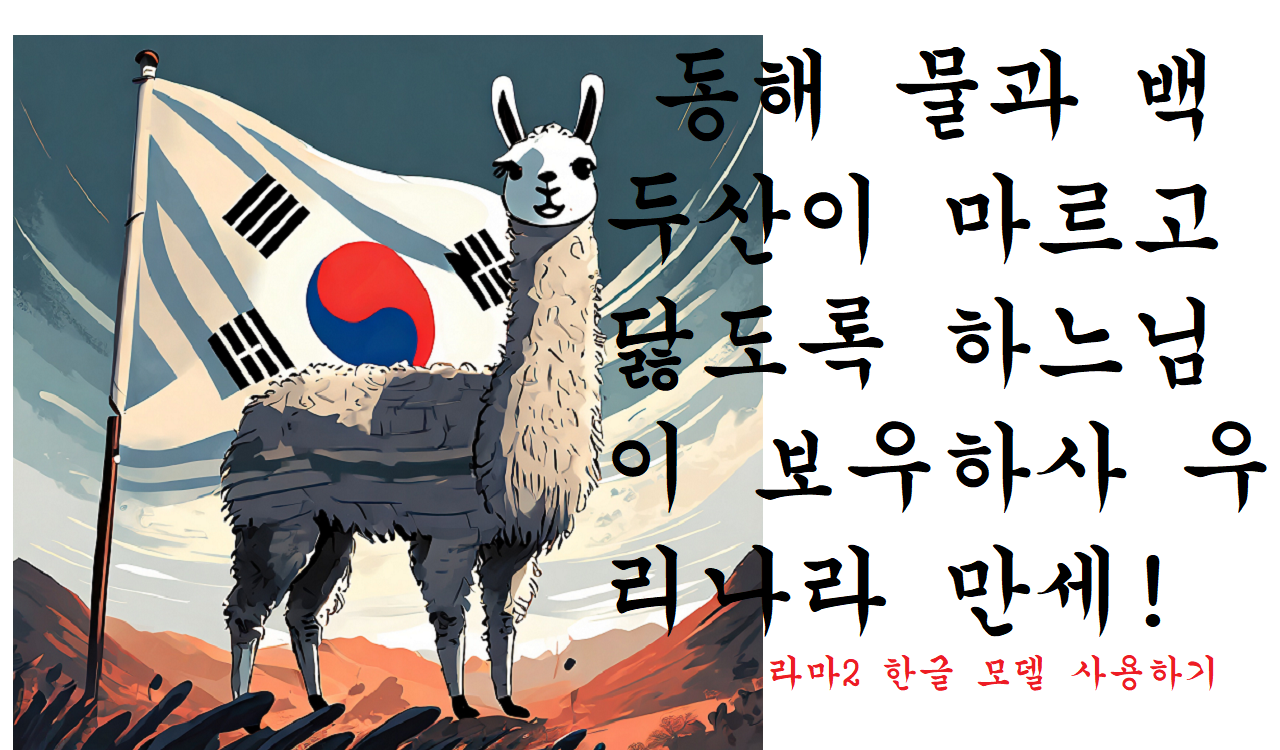 동해 물과 백
두산이 마르고
닳도록 하느님
이 보우하사 우
리나라 만세!
라마2 한글 모델 사용하기